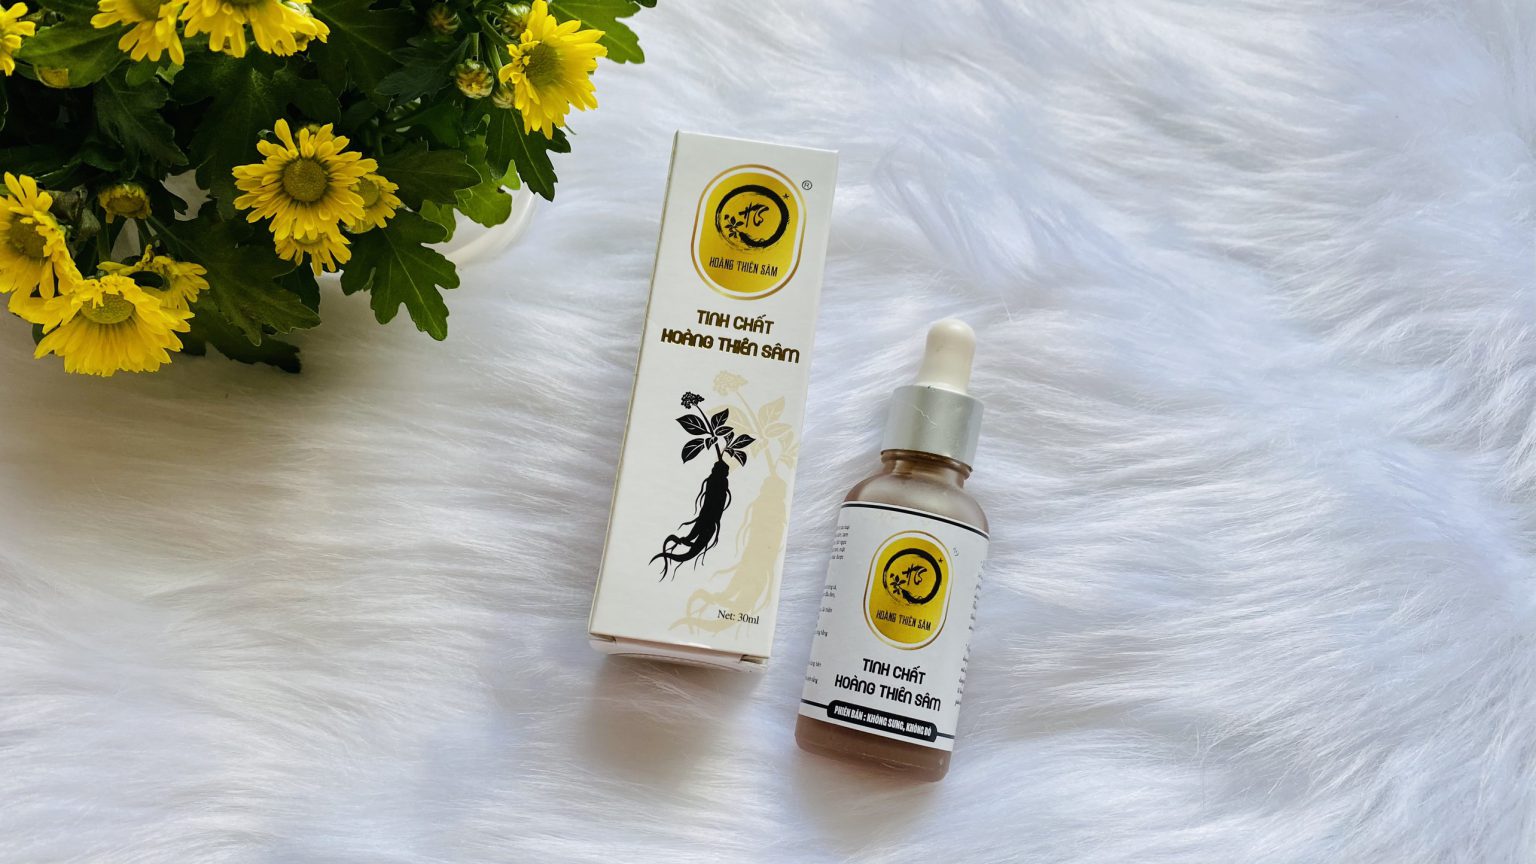 ®
HOÀNG THIÊN SÂM
TINH CHẤT
HOÀNG THIÊN SÂM
Net: 30ml
HOÀNG THIÊN SÂM
TINH CHẤT
HOÀNG THIÊN SÂM
PHIÊN BẢN : KHÔNG SƯNG, KHÔNG ĐỎ